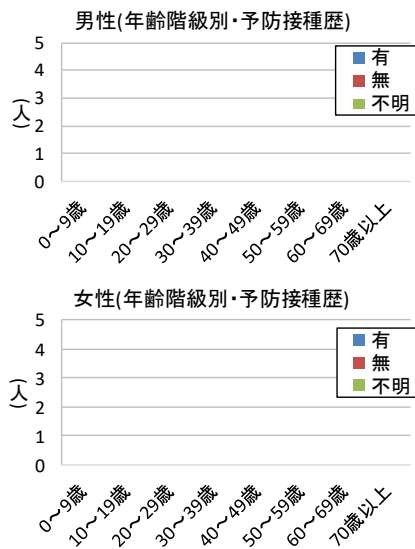 男性(年齢階級別・予防接種歴)
5
4
3
2
1
0
(人)
有
無
不明
0～9歳
10～19歳
20～29歳
30～39歳
40～49歳
50～59歳
60～69歳
70歳以上
女性(年齢階級別・予防接種歴)
5
4
3
2
1
0
(人)
有
無
不明
0～9歳
10～19歳
20～29歳
30～39歳
40～49歳
50～59歳
60～69歳
70歳以上